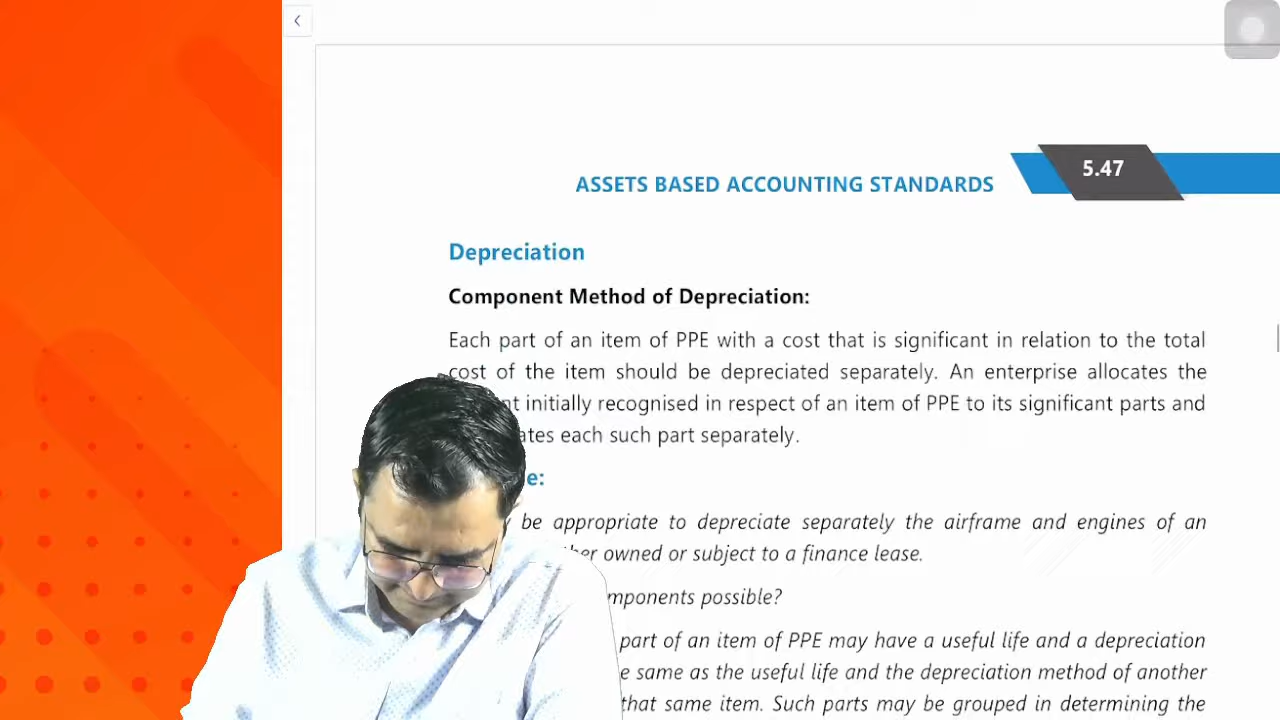 5.47
ASSETS BASED ACCOUNTING STANDARDS
Depreciation
Component Method of Depreciation:
Each part of an item of PPE with a cost that is significant in relation to the total
cost of the item should be depreciated separately. An enterprise allocates the
initially recognised in respect of an item of PPE to its significant parts and
each such part separately.
be appropriate to depreciate separately the airframe and engines of an
owned or subject to a finance lease.
possible?
part of an item of PPE may have a useful life and a depreciation
same as the useful life and the depreciation method of another
that same item. Such parts may be grouped in determining the